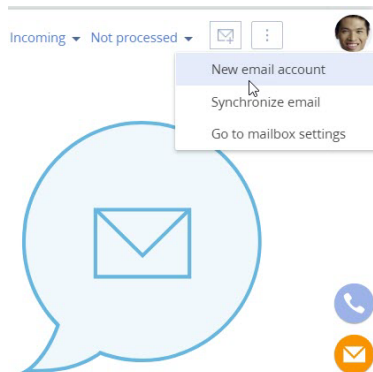 Incoming Not processed
New email account
Synchronize email
Go to mailbox settings